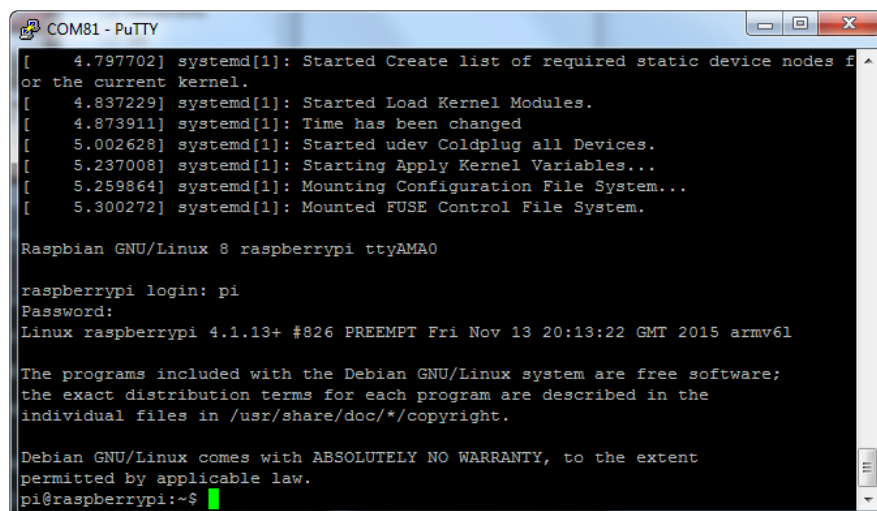 COM81 - PuTTY
[    4.797702] systemd[1]: Started Create list of required static device nodes f
or the current kernel.
[    4.837229] systemd[1]: Started Load Kernel Modules.
[    4.873911] systemd[1]: Time has been changed
[    5.002628] systemd[1]: Started udev Coldplug all Devices.
[    5.237008] systemd[1]: Starting Apply Kernel Variables...
[    5.259864] systemd[1]: Mounting Configuration File System...
[    5.300272] systemd[1]: Mounted FUSE Control File System.
Raspbian GNU/Linux 8 raspberrypi ttyAMA0
raspberrypi login: pi
Password:
Linux raspberrypi 4.1.13+ #826 PREEMPT Fri Nov 13 20:13:22 GMT 2015 armv6l
The programs included with the Debian GNU/Linux system are free software;
the exact distribution terms for each program are described in the
individual files in /usr/share/doc/*/copyright.
Debian GNU/Linux comes with ABSOLUTELY NO WARRANTY, to the extent
permitted by applicable law.
pi@raspberrypi:~$